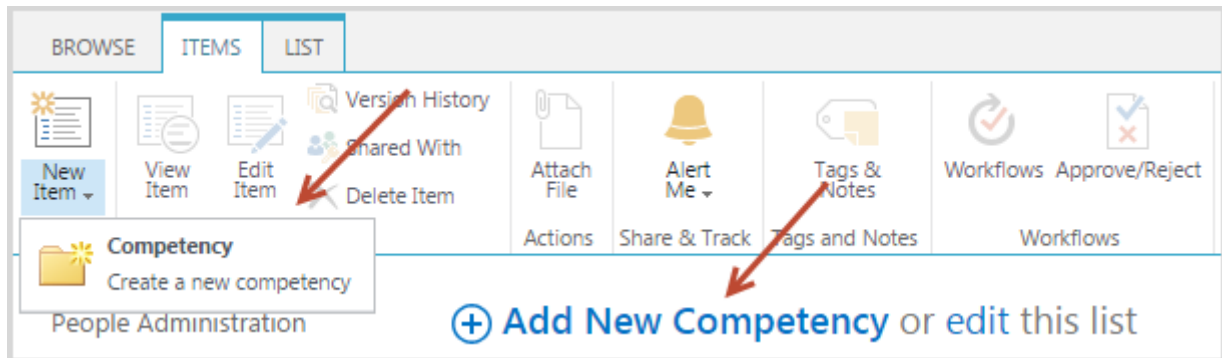 BROWSE ITEMS LIST
New Item
View Item
Edit Item
Version History
Shared With
Delete Item
Attach File
Alert Me
Tags & Notes
Workflows
Approve/Reject
Actions
Share & Track
Tags and Notes
Workflows
Competency
Create a new competency
People Administration
Add New Competency or edit this list